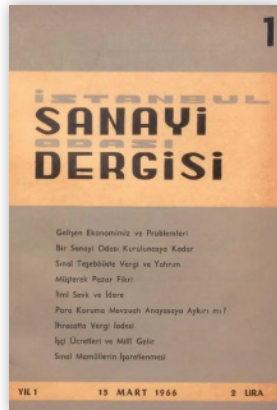 1
İSTANBUL
SANAYİ
ODASI
DERGİSİ
Gelişen Ekonomimiz ve Problemleri
Bir Sanayi Odası Kuruluncaya Kadar
Sınai Teşebbüste Vergi ve Yatırım
Müşterek Pazar Fikri
İlmî Sevk ve İdare
Para Koruma Mevzuatı Anayasaya Aykırı mı?
İhracatta Vergi İadesi
İşçi Ücretleri ve Millî Gelir
Sınai Mamûllerin İşaretlenmesi
YIL 1 15 MART 1966 2 LİRA